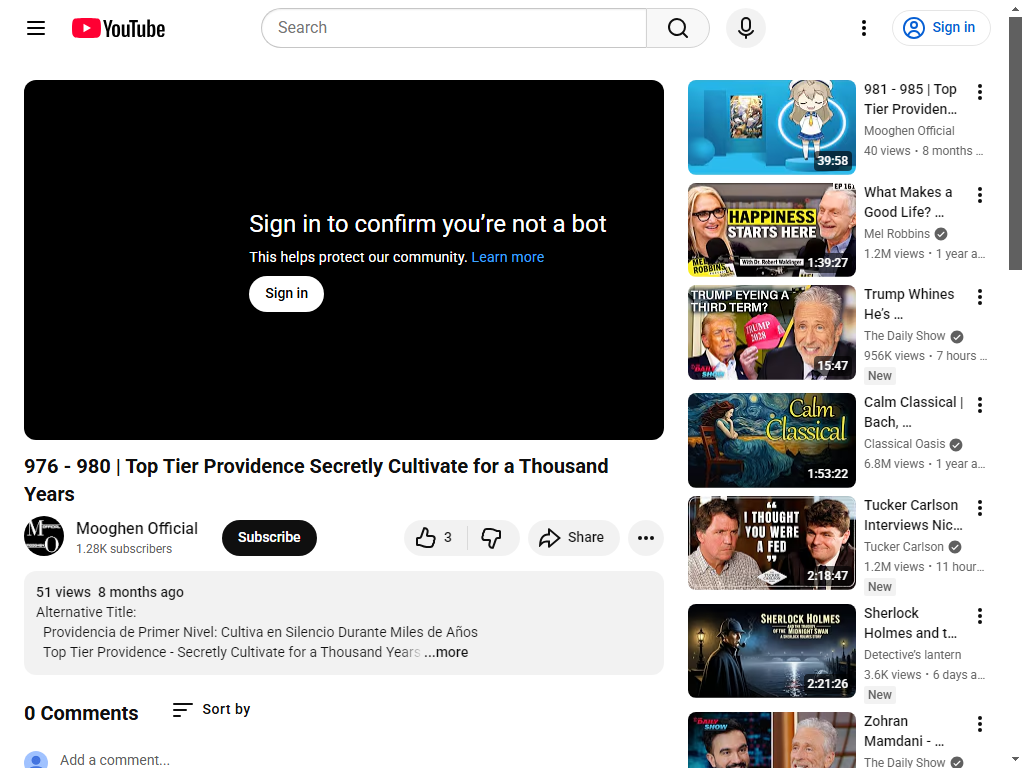 YouTube
Search
Sign in
Sign in to confirm you’re not a bot
This helps protect our community. Learn more
Sign in
976 - 980 | Top Tier Providence Secretly Cultivate for a Thousand
Years
Mooghen Official
1.28K subscribers
Subscribe
3
Share
51 views 8 months ago
Alternative Title:
Providencia de Primer Nivel: Cultiva en Silencio Durante Miles de Años
Top Tier Providence - Secretly Cultivate for a Thousand Years ...more
0 Comments
Sort by
Add a comment...
39:58
981 - 985 | Top
Tier Providen...
Mooghen Official
40 views • 8 months ...
HAPPINESS
STARTS HERE
With Dr. Robert Waldinger
MEL
ROBBINS
1:39:27
What Makes a
Good Life? ...
Mel Robbins
1.2M views • 1 year a...
TRUMP EYEING A
THIRD TERM?
TRUMP
2028
THE DAILY
SHOW
15:47
Trump Whines
He's ...
The Daily Show
956K views • 7 hours ...
New
Calm
Classical
1:53:22
Calm Classical |
Bach, ...
Classical Oasis
6.8M views • 1 year a...
“
I THOUGHT
YOU WERE
A FED
”
2:18:47
Tucker Carlson
Interviews Nic...
Tucker Carlson
1.2M views • 11 hour...
New
SHERLOCK HOLMES
AND THE TRAGEDY
OF THE MIDNIGHT SWAN
A SHERLOCK HOLMES STORY
2:21:26
Sherlock
Holmes and t...
Detective's lantern
3.6K views • 6 days a...
New
THE DAILY
SHOW
Zohran
Mamdani - ...
The Daily Show